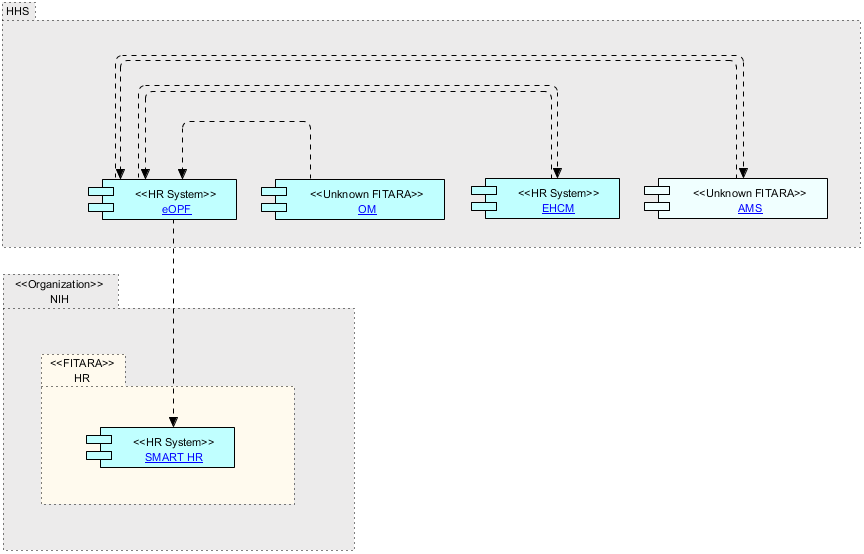 HHS
<<HR System>>
eOPF
<<Unknown FITARA>>
OM
<<HR System>>
EHCM
<<Unknown FITARA>>
AMS
<<Organization>>
NIH
<<FITARA>>
HR
<<HR System>>
SMART HR